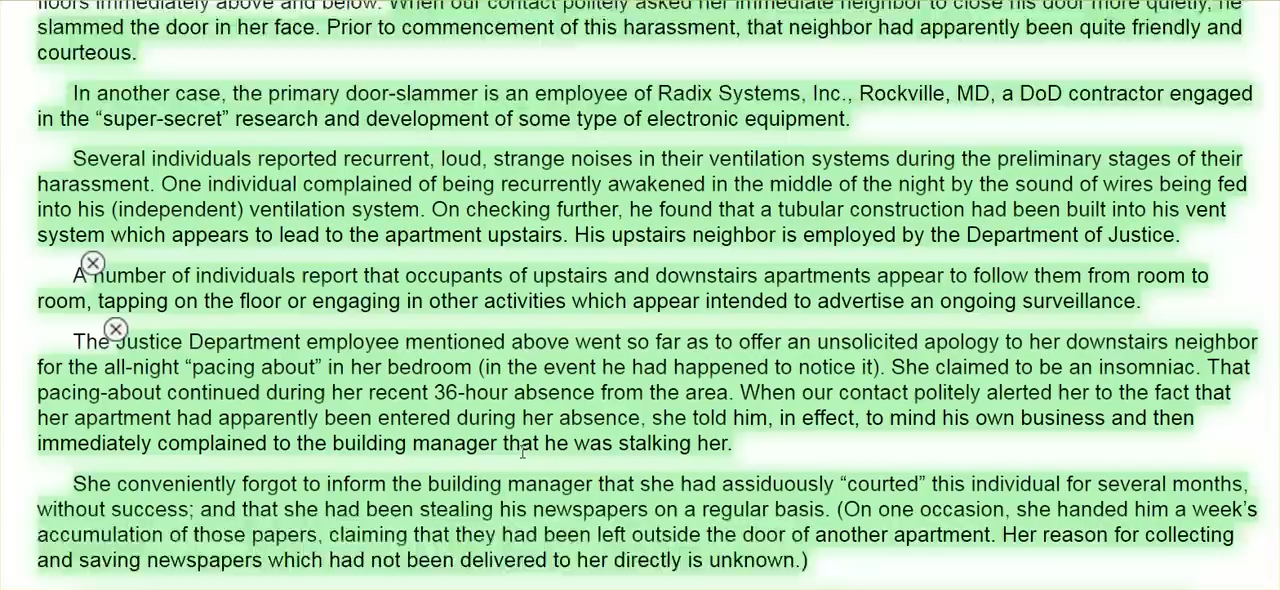 floors immediately above and below. When our contact politely asked her immediate neighbor to close his door more quietly, he
slammed the door in her face. Prior to commencement of this harassment, that neighbor had apparently been quite friendly and
courteous.
In another case, the primary door-slammer is an employee of Radix Systems, Inc., Rockville, MD, a DoD contractor engaged
in the “super-secret” research and development of some type of electronic equipment.
Several individuals reported recurrent, loud, strange noises in their ventilation systems during the preliminary stages of their
harassment. One individual complained of being recurrently awakened in the middle of the night by the sound of wires being fed
into his (independent) ventilation system. On checking further, he found that a tubular construction had been built into his vent
system which appears to lead to the apartment upstairs. His upstairs neighbor is employed by the Department of Justice.
A number of individuals report that occupants of upstairs and downstairs apartments appear to follow them from room to
room, tapping on the floor or engaging in other activities which appear intended to advertise an ongoing surveillance.
The Justice Department employee mentioned above went so far as to offer an unsolicited apology to her downstairs neighbor
for the all-night “pacing about” in her bedroom (in the event he had happened to notice it). She claimed to be an insomniac. That
pacing-about continued during her recent 36-hour absence from the area. When our contact politely alerted her to the fact that
her apartment had apparently been entered during her absence, she told him, in effect, to mind his own business and then
immediately complained to the building manager that he was stalking her.
She conveniently forgot to inform the building manager that she had assiduously “courted” this individual for several months,
without success; and that she had been stealing his newspapers on a regular basis. (On one occasion, she handed him a week’s
accumulation of those papers, claiming that they had been left outside the door of another apartment. Her reason for collecting
and saving newspapers which had not been delivered to her directly is unknown.)